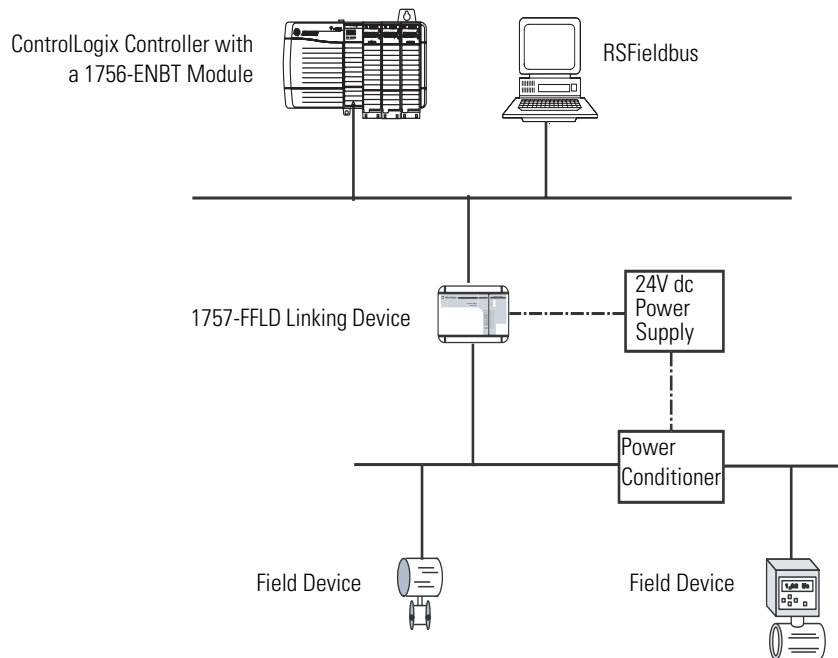 ControlLogix Controller with
a 1756-ENBT Module
RSFieldbus
1757-FFLD Linking Device
24V dc
Power
Supply
Power
Conditioner
Field Device
Field Device